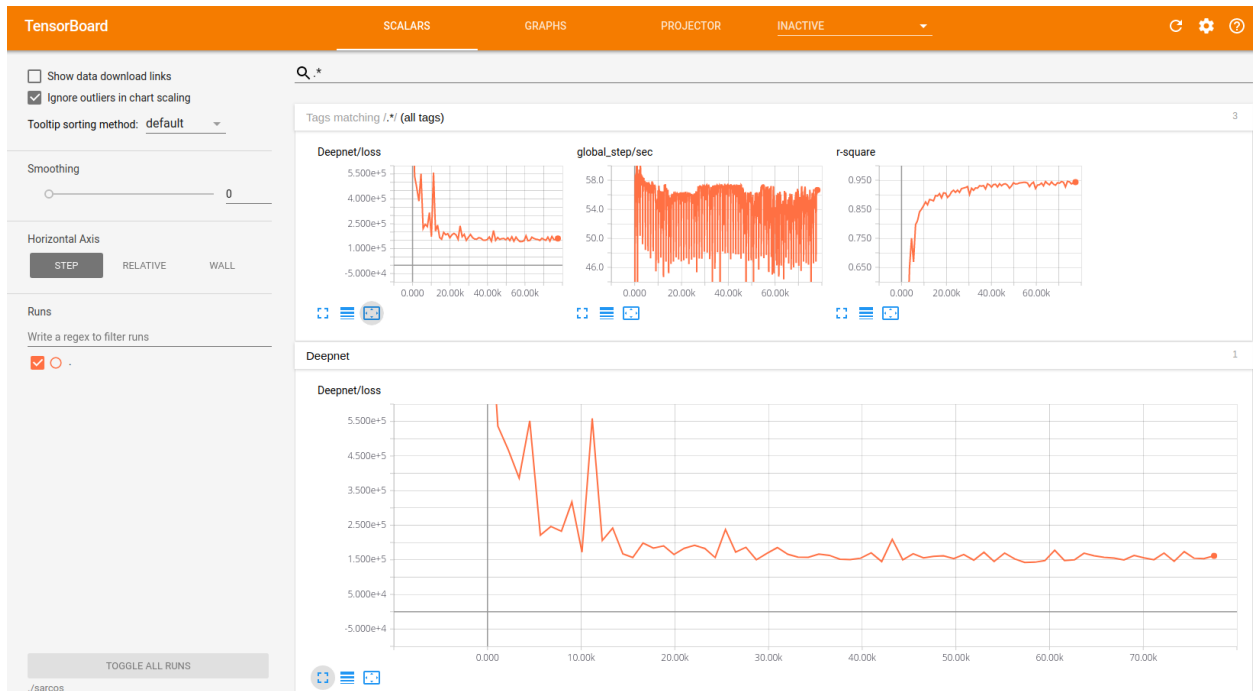 TensorBoard SCALARS GRAPHS PROJECTOR INACTIVE
Show data download links
Ignore outliers in chart scaling
Tooltip sorting method: default
Smoothing
0
Horizontal Axis
STEP RELATIVE WALL
Runs
Write a regex to filter runs
.
TOGGLE ALL RUNS
./sarcos
.*
Tags matching /.*/ (all tags) 3
Deepnet/loss
5.500e+5
4.000e+5
2.500e+5
1.000e+5
-5.000e+4
0.000 20.00k 40.00k 60.00k
global_step/sec
58.0
54.0
50.0
46.0
0.000 20.00k 40.00k 60.00k
r-square
0.950
0.850
0.750
0.650
0.000 20.00k 40.00k 60.00k
Deepnet 1
Deepnet/loss
5.500e+5
4.500e+5
3.500e+5
2.500e+5
1.500e+5
5.000e+4
-5.000e+4
0.000 10.00k 20.00k 30.00k 40.00k 50.00k 60.00k 70.00k